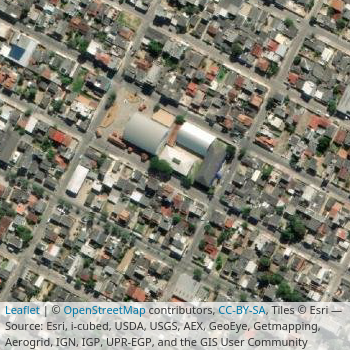 Leaflet | © OpenStreetMap contributors, CC-BY-SA, Tiles © Esri —
Source: Esri, i-cubed, USDA, USGS, AEX, GeoEye, Getmapping,
Aerogrid, IGN, IGP, UPR-EGP, and the GIS User Community